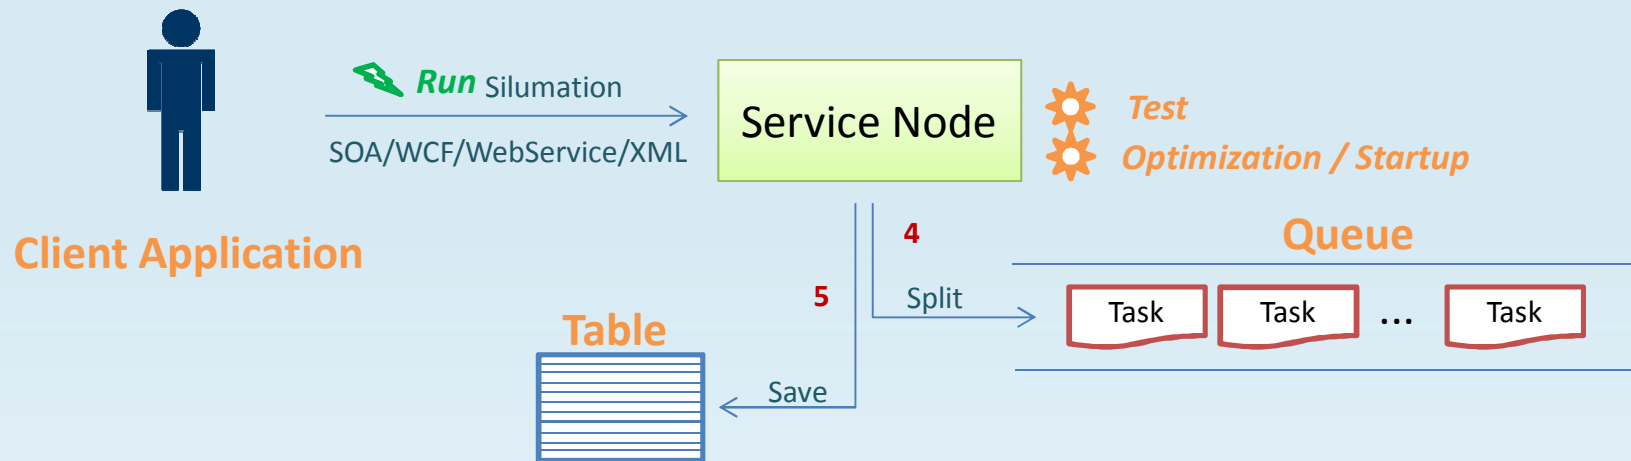 Run Silumation
SOA/WCF/WebService/XML
Service Node
Test
Optimization / Startup
Client Application
4
Queue
5
Split
Task Task ... Task
Table
Save